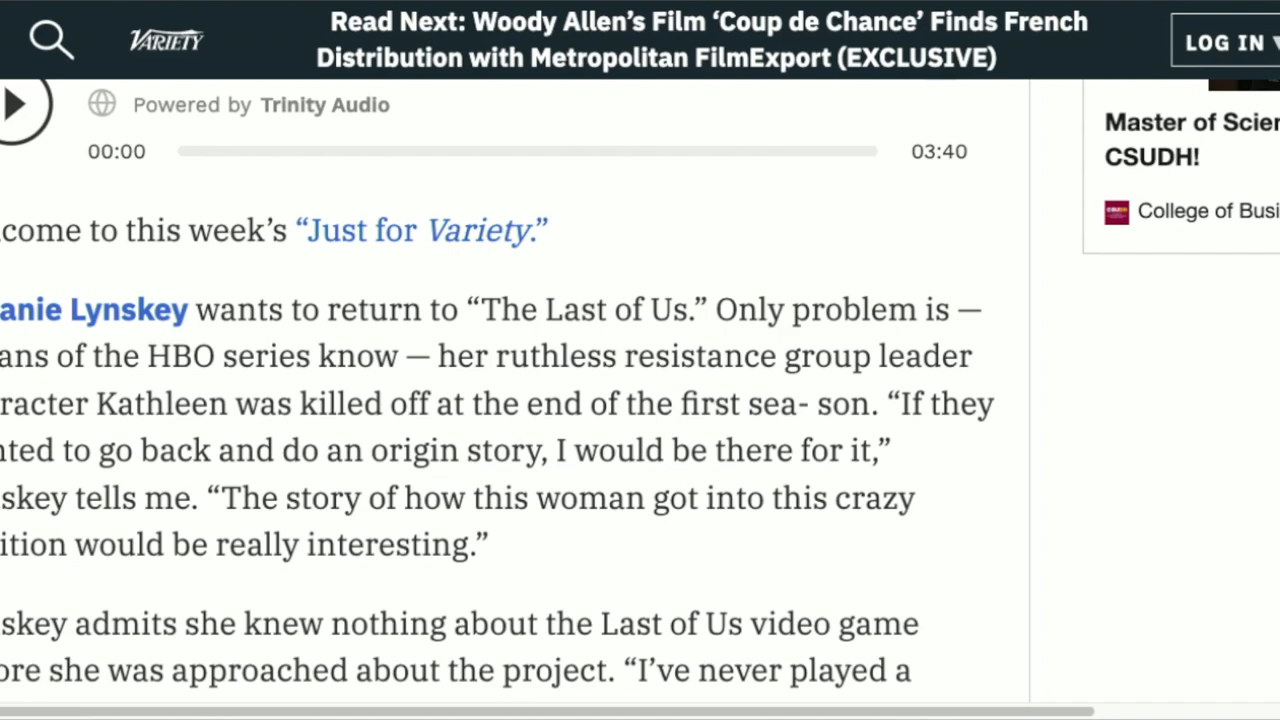 Read Next: Woody Allen’s Film ‘Coup de Chance’ Finds French
Distribution with Metropolitan FilmExport (EXCLUSIVE)
VARIETY
LOG IN
Powered by Trinity Audio
00:00
03:40
come to this week’s “Just for Variety.”
anie Lynskey wants to return to “The Last of Us.” Only problem is —
ans of the HBO series know — her ruthless resistance group leader
racter Kathleen was killed off at the end of the first sea- son. “If they
nted to go back and do an origin story, I would be there for it,”
skey tells me. “The story of how this woman got into this crazy
ition would be really interesting.”
skey admits she knew nothing about the Last of Us video game
ore she was approached about the project. “I’ve never played a
Master of Scien
CSUDH!
College of Busi